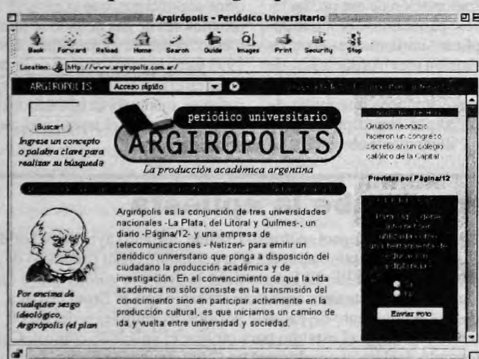 Argirópolis - Periódico Universitario
Back Forward Reload Home Search Guide Images Print Security Stop
Location: http://www.argiropolis.com.ar/
ARGIROPOLIS Acceso rápido
¡Buscar!
Ingrese un concepto
o palabra clave para
realizar su búsqueda
periódico universitario
ARGIROPOLIS
La producción académica argentina
Grupos neonazis
hicieron un congreso
secreto en un colegio
católico de la Capital
Previstas por Página/12
Argirópolis es la conjunción de tres universidades
nacionales -La Plata, del Litoral y Quilmes-, un
diario -Página/12- y una empresa de
telecomunicaciones - Netizen- para emitir un
periódico universitario que ponga a disposición del
ciudadano la producción académica y de
investigación. En el convencimiento de que la vida
académica no sólo consiste en la transmisión del
conocimiento sino en participar activamente en la
producción cultural, es que iniciamos un camino de
ida y vuelta entre universidad y sociedad.
Por encima de
cualquier sesgo
ideológico,
Argirópolis (el plan
Enviar voto